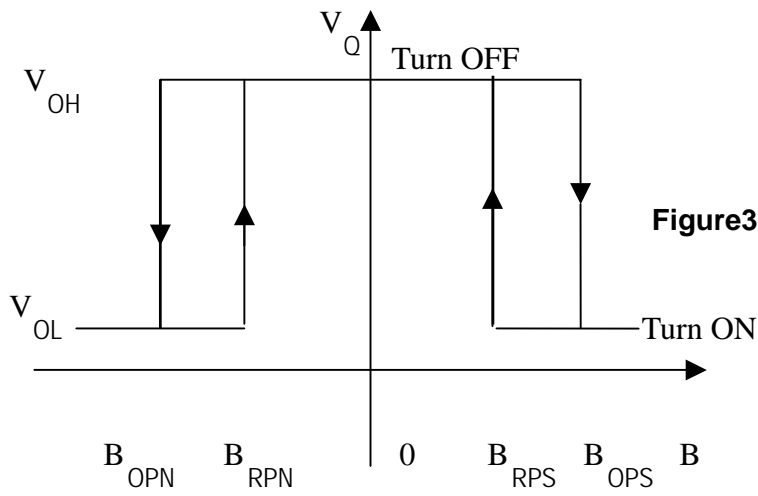 V_Q
Turn OFF
V_OH
Figure3
V_OL
Turn ON
B_OPN B_RPN 0 B_RPS B_OPS B